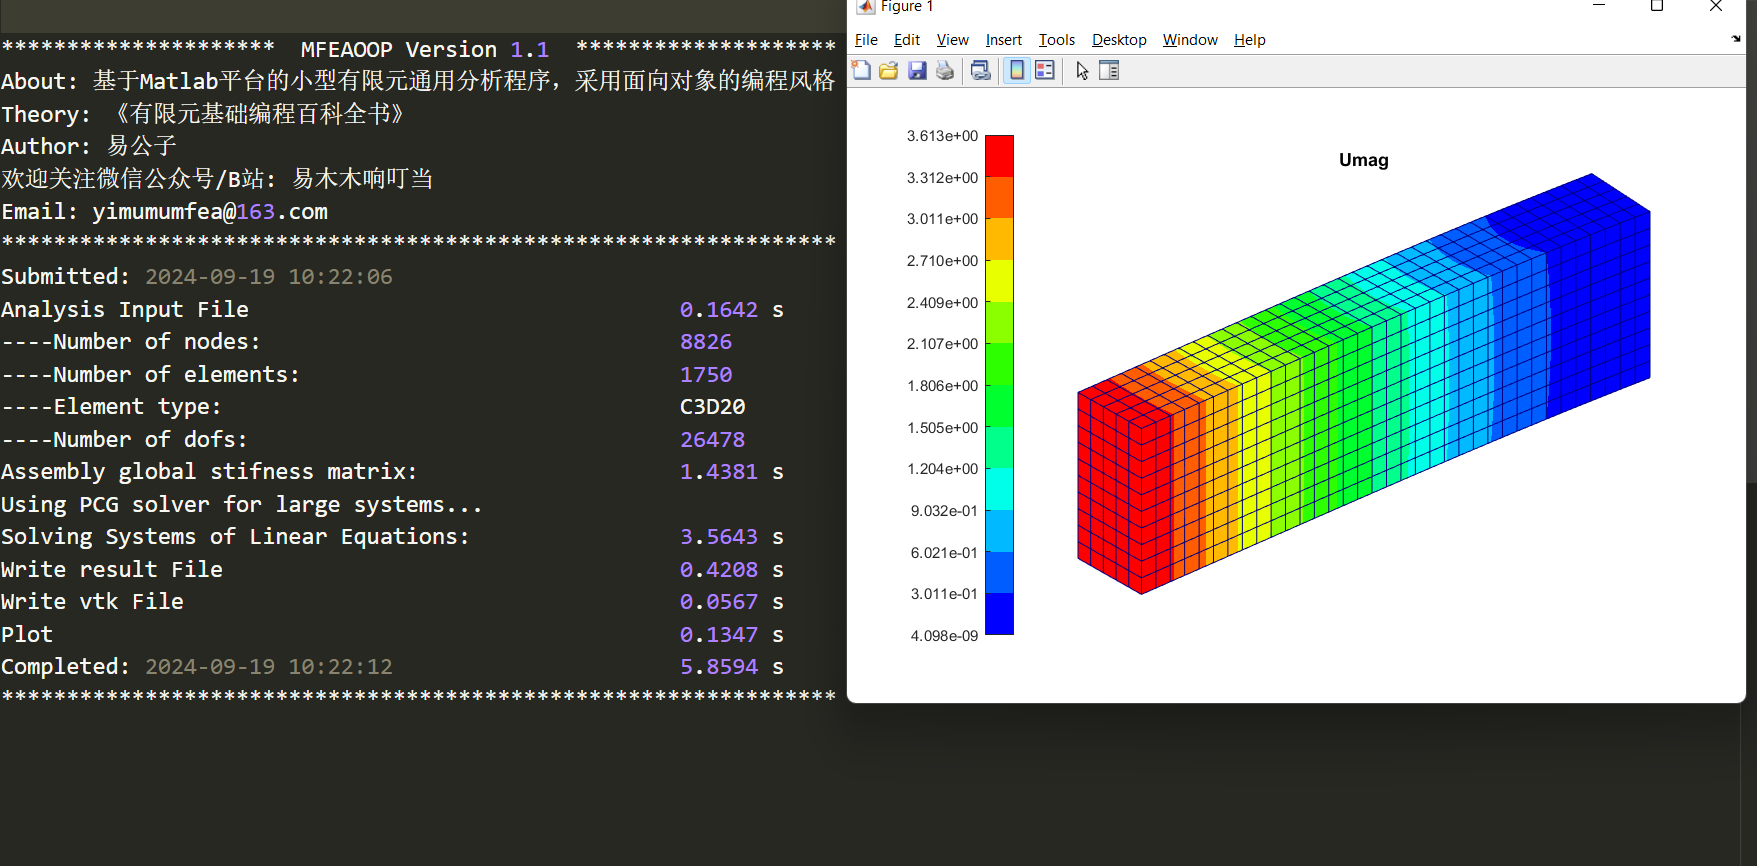 ********************* MFEAOOP Version 1.1 ********************
About: 基于Matlab平台的小型有限元通用分析程序，采用面向对象的编程风格
Theory: 《有限元基础编程百科全书》
Author: 易公子
欢迎关注微信公众号/B站: 易木木响叮当
Email: yimumumfea@163.com
****************************************************************
Submitted: 2024-09-19 10:22:06
Analysis Input File 0.1642 s
----Number of nodes: 8826
----Number of elements: 1750
----Element type: C3D20
----Number of dofs: 26478
Assembly global stifness matrix: 1.4381 s
Using PCG solver for large systems...
Solving Systems of Linear Equations: 3.5643 s
Write result File 0.4208 s
Write vtk File 0.0567 s
Plot 0.1347 s
Completed: 2024-09-19 10:22:12 5.8594 s
****************************************************************
Figure 1
File Edit View Insert Tools Desktop Window Help
Umag
3.613e+00
3.312e+00
3.011e+00
2.710e+00
2.409e+00
2.107e+00
1.806e+00
1.505e+00
1.204e+00
9.032e-01
6.021e-01
3.011e-01
4.098e-09